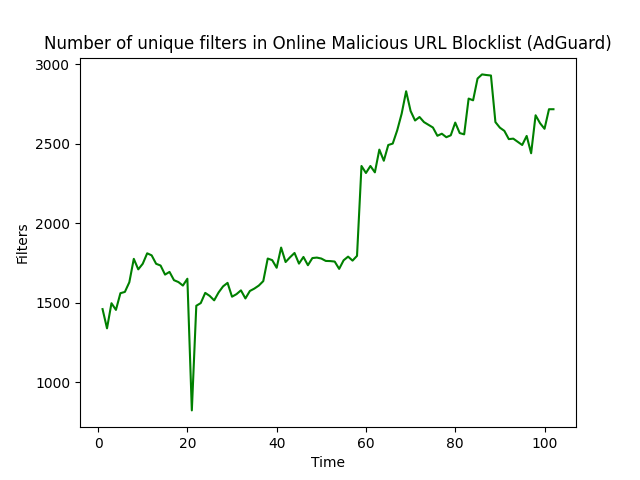 Number of unique filters in Online Malicious URL Blocklist (AdGuard)
3000
2500
2000
1500
1000
Filters
0 20 40 60 80 100
Time